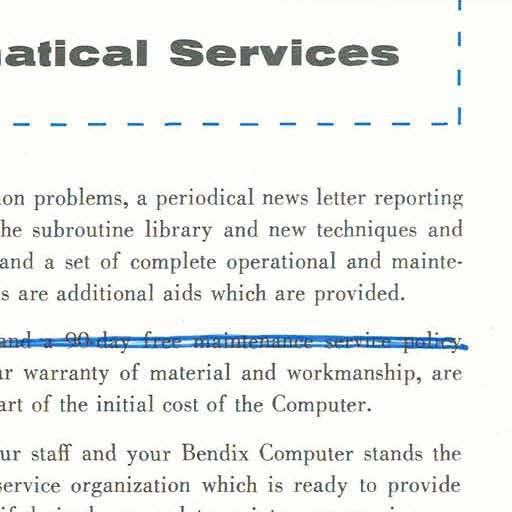 atical Services
on problems, a periodical news letter reporting
he subroutine library and new techniques and
and a set of complete operational and mainte-
s are additional aids which are provided.
and a 90-day free maintenance service policy
ar warranty of material and workmanship, are
art of the initial cost of the Computer.
ur staff and your Bendix Computer stands the
service organization which is ready to provide